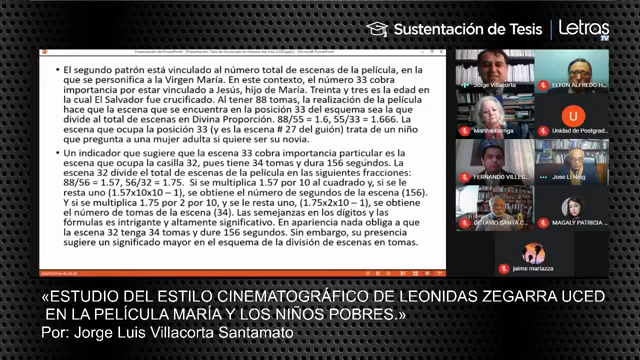 Sustentación de Tesis
Letras
TV
• El segundo patrón está vinculado al número total de escenas de la película, en la
que se personifica a la Virgen María. En este contexto, el número 33 cobra
importancia por estar vinculado a Jesús, hijo de María. Treinta y tres es la edad en
la cual El Salvador fue crucificado. Al tener 88 tomas, la realización de la película
hace que la escena que se encuentra en la posición 33 del esquema sea la que
divide al total de escenas en Divina Proporción. 88/55 = 1.6, 55/33 = 1.666. La
escena que ocupa la posición 33 (y es la escena # 27 del guión) trata de un niño
que pregunta a una mujer adulta si quiere ser su novia.
• Un indicador que sugiere que la escena 33 cobra importancia particular es la
escena que ocupa la casilla 32, pues tiene 34 tomas y dura 156 segundos. La
escena 32 divide el total de escenas de la película en las siguientes fracciones:
88/56 = 1.57, 56/32 = 1.75. Si se multiplica 1.57 por 10 al cuadrado y, si se le
resta uno (1.57x10x10 – 1), se obtiene el número de segundos de la escena (156).
Y si se multiplica 1.75 por 2 por 10, y se le resta uno, (1.75x2x10 – 1), se obtiene
el número de tomas de la escena (34). Las semejanzas en los dígitos y las
fórmulas es intrigante y altamente significativo. En apariencia nada obliga a que
la escena 32 tenga 34 tomas y dure 156 segundos. Sin embargo, su presencia
sugiere un significado mayor en el esquema de la división de escenas en tomas.
Jorge Villacorta
ELTON ALFREDO H
U
Unidad de Postgrad
FERNANDO VILLEG
Jose Li Ning
OCTAVIO SANTA C
MAGALY PATRICIA
jaime mariazza
«ESTUDIO DEL ESTILO CINEMATOGRÁFICO DE LEONIDAS ZEGARRA UCED
EN LA PELÍCULA MARÍA Y LOS NIÑOS POBRES.»
Por: Jorge Luis Villacorta Santamato